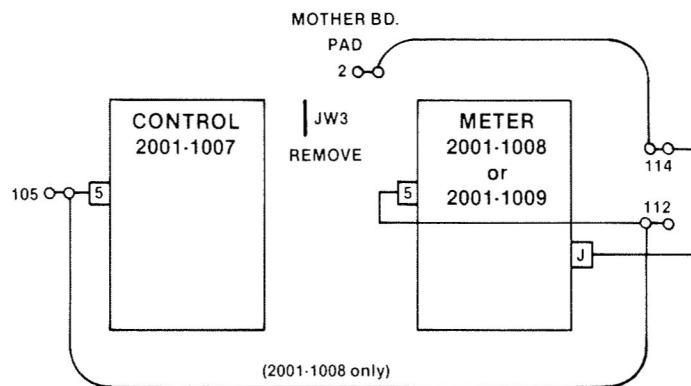 MOTHER BD.
PAD
2
CONTROL
2001-1007
JW3
REMOVE
METER
2001-1008
or
2001-1009
114
105
5
5
112
J
(2001-1008 only)